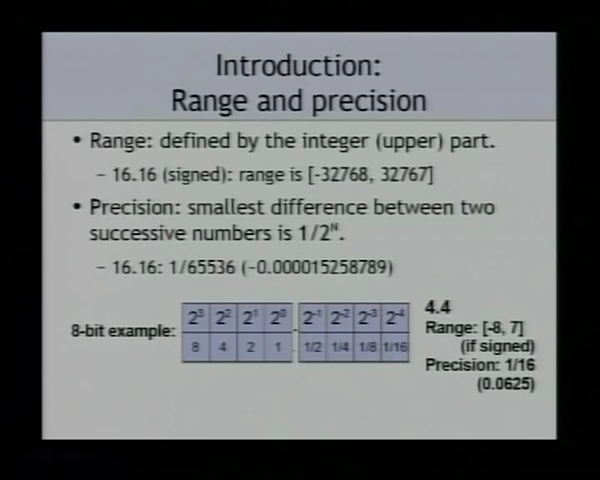 Introduction:
Range and precision
• Range: defined by the integer (upper) part.
– 16.16 (signed): range is [-32768, 32767]
• Precision: smallest difference between two
successive numbers is 1/2ᴺ.
– 16.16: 1/65536 (~0.000015258789)
8-bit example:
2³ 2² 2¹ 2⁰ . 2⁻¹ 2⁻² 2⁻³ 2⁻⁴
8 4 2 1 1/2 1/4 1/8 1/16
4.4
Range: [-8, 7]
(if signed)
Precision: 1/16
(0.0625)